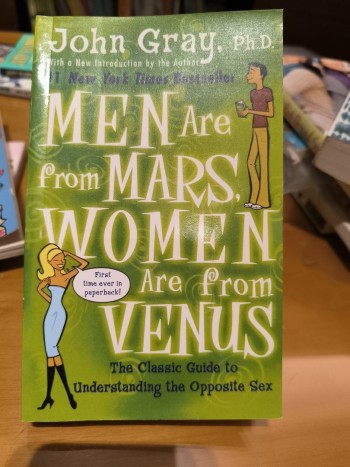 John Gray, Ph.D.
With a New Introduction by the Author
#1 New York Times Bestseller
MEN Are
from MARS,
WOMEN
Are from
VENUS
First
time ever in
paperback!
The Classic Guide to
Understanding the Opposite Sex